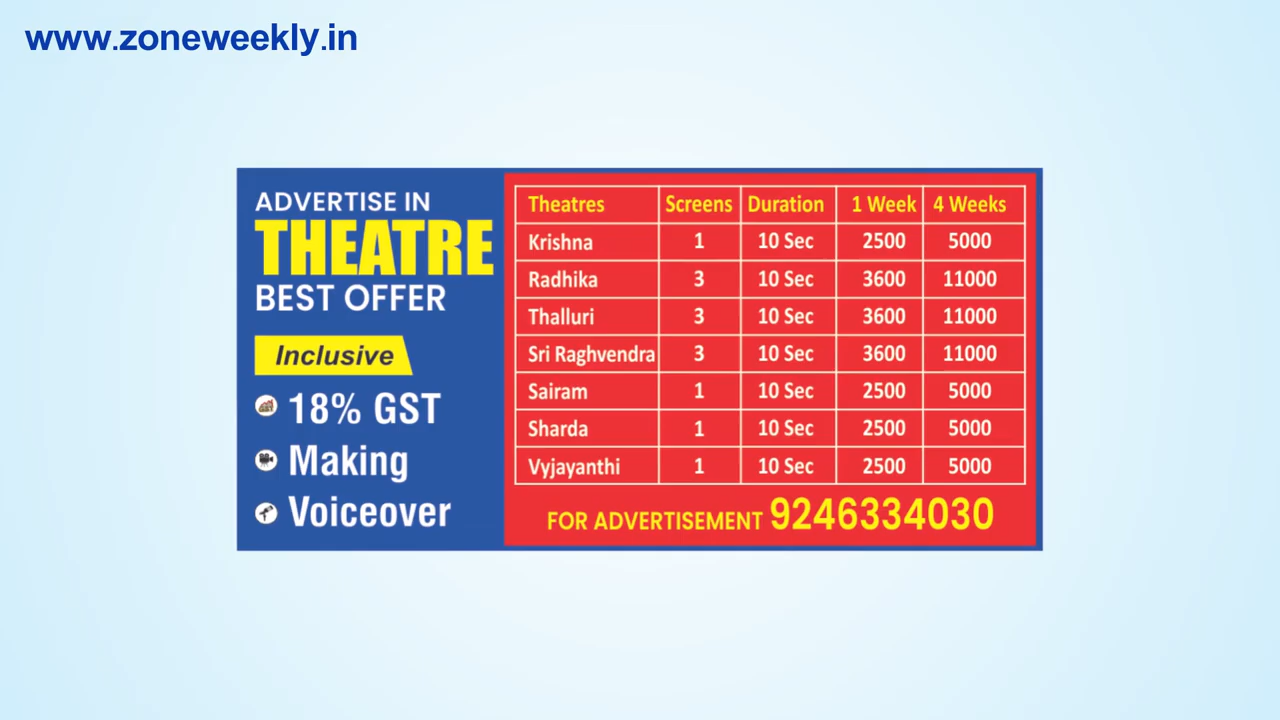 www.zoneweekly.in
ADVERTISE IN
THEATRE
BEST OFFER
Inclusive
18% GST
Making
Voiceover
Theatres Screens Duration 1 Week 4 Weeks
Krishna 1 10 Sec 2500 5000
Radhika 3 10 Sec 3600 11000
Thalluri 3 10 Sec 3600 11000
Sri Raghvendra 3 10 Sec 3600 11000
Sairam 1 10 Sec 2500 5000
Sharda 1 10 Sec 2500 5000
Vyjayanthi 1 10 Sec 2500 5000
FOR ADVERTISEMENT 9246334030